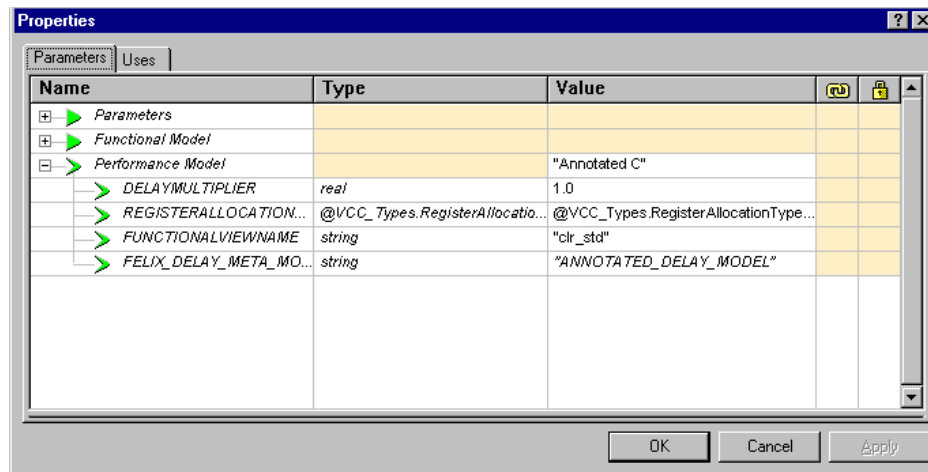 Properties
Parameters Uses
Name Type Value
Parameters
Functional Model
Performance Model "Annotated C"
DELAYMULTIPLIER real 1.0
REGISTERALLOCATION... @VCC_Types.RegisterAllocatio... @VCC_Types.RegisterAllocationType...
FUNCTIONALVIEWNAME string "clr_std"
FELIX_DELAY_META_MO... string "ANNOTATED_DELAY_MODEL"
OK Cancel Apply